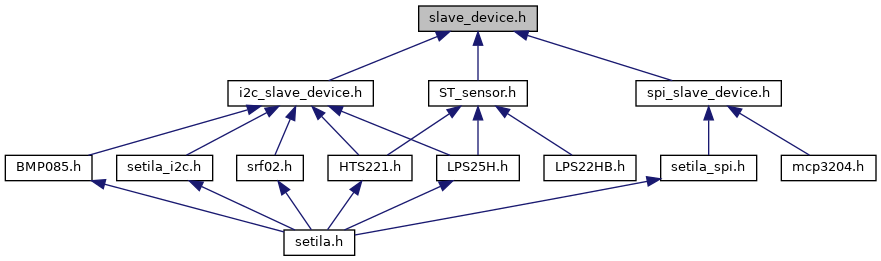 slave_device.h
i2c_slave_device.h
ST_sensor.h
spi_slave_device.h
BMP085.h
setila_i2c.h
srf02.h
HTS221.h
LPS25H.h
LPS22HB.h
setila_spi.h
mcp3204.h
setila.h